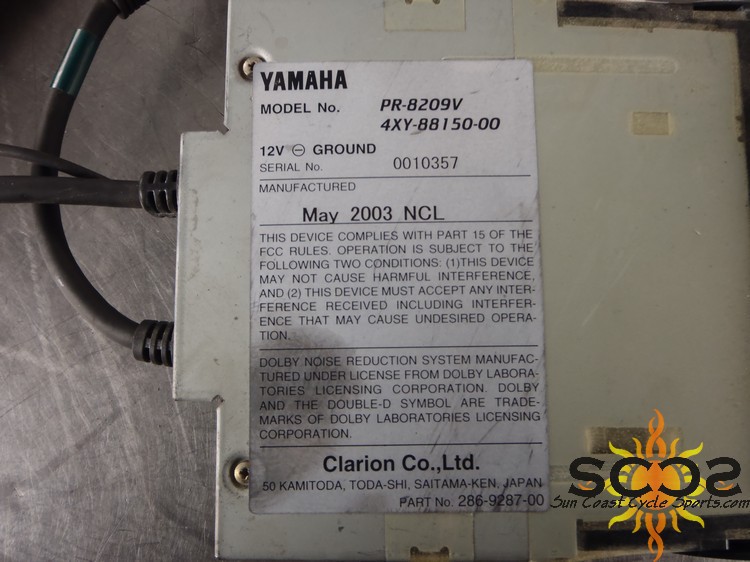 YAMAHA
MODEL No. PR-8209V
4XY-88150-00
12V ⊖ GROUND
SERIAL No. 0010357
MANUFACTURED
May 2003 NCL
THIS DEVICE COMPLIES WITH PART 15 OF THE
FCC RULES. OPERATION IS SUBJECT TO THE
FOLLOWING TWO CONDITIONS: (1)THIS DEVICE
MAY NOT CAUSE HARMFUL INTERFERENCE,
AND (2) THIS DEVICE MUST ACCEPT ANY INTER-
FERENCE RECEIVED INCLUDING INTERFER-
ENCE THAT MAY CAUSE UNDESIRED OPERA-
TION.
DOLBY NOISE REDUCTION SYSTEM MANUFAC-
TURED UNDER LICENSE FROM DOLBY LABORA-
TORIES LICENSING CORPORATION. DOLBY
AND THE DOUBLE-D SYMBOL ARE TRADE-
MARKS OF DOLBY LABORATORIES LICENSING
CORPORATION.
Clarion Co.,Ltd.
50 KAMITODA, TODA-SHI, SAITAMA-KEN, JAPAN
PART No. 286-9287-00
SCCS
Sun Coast Cycle Sports.com